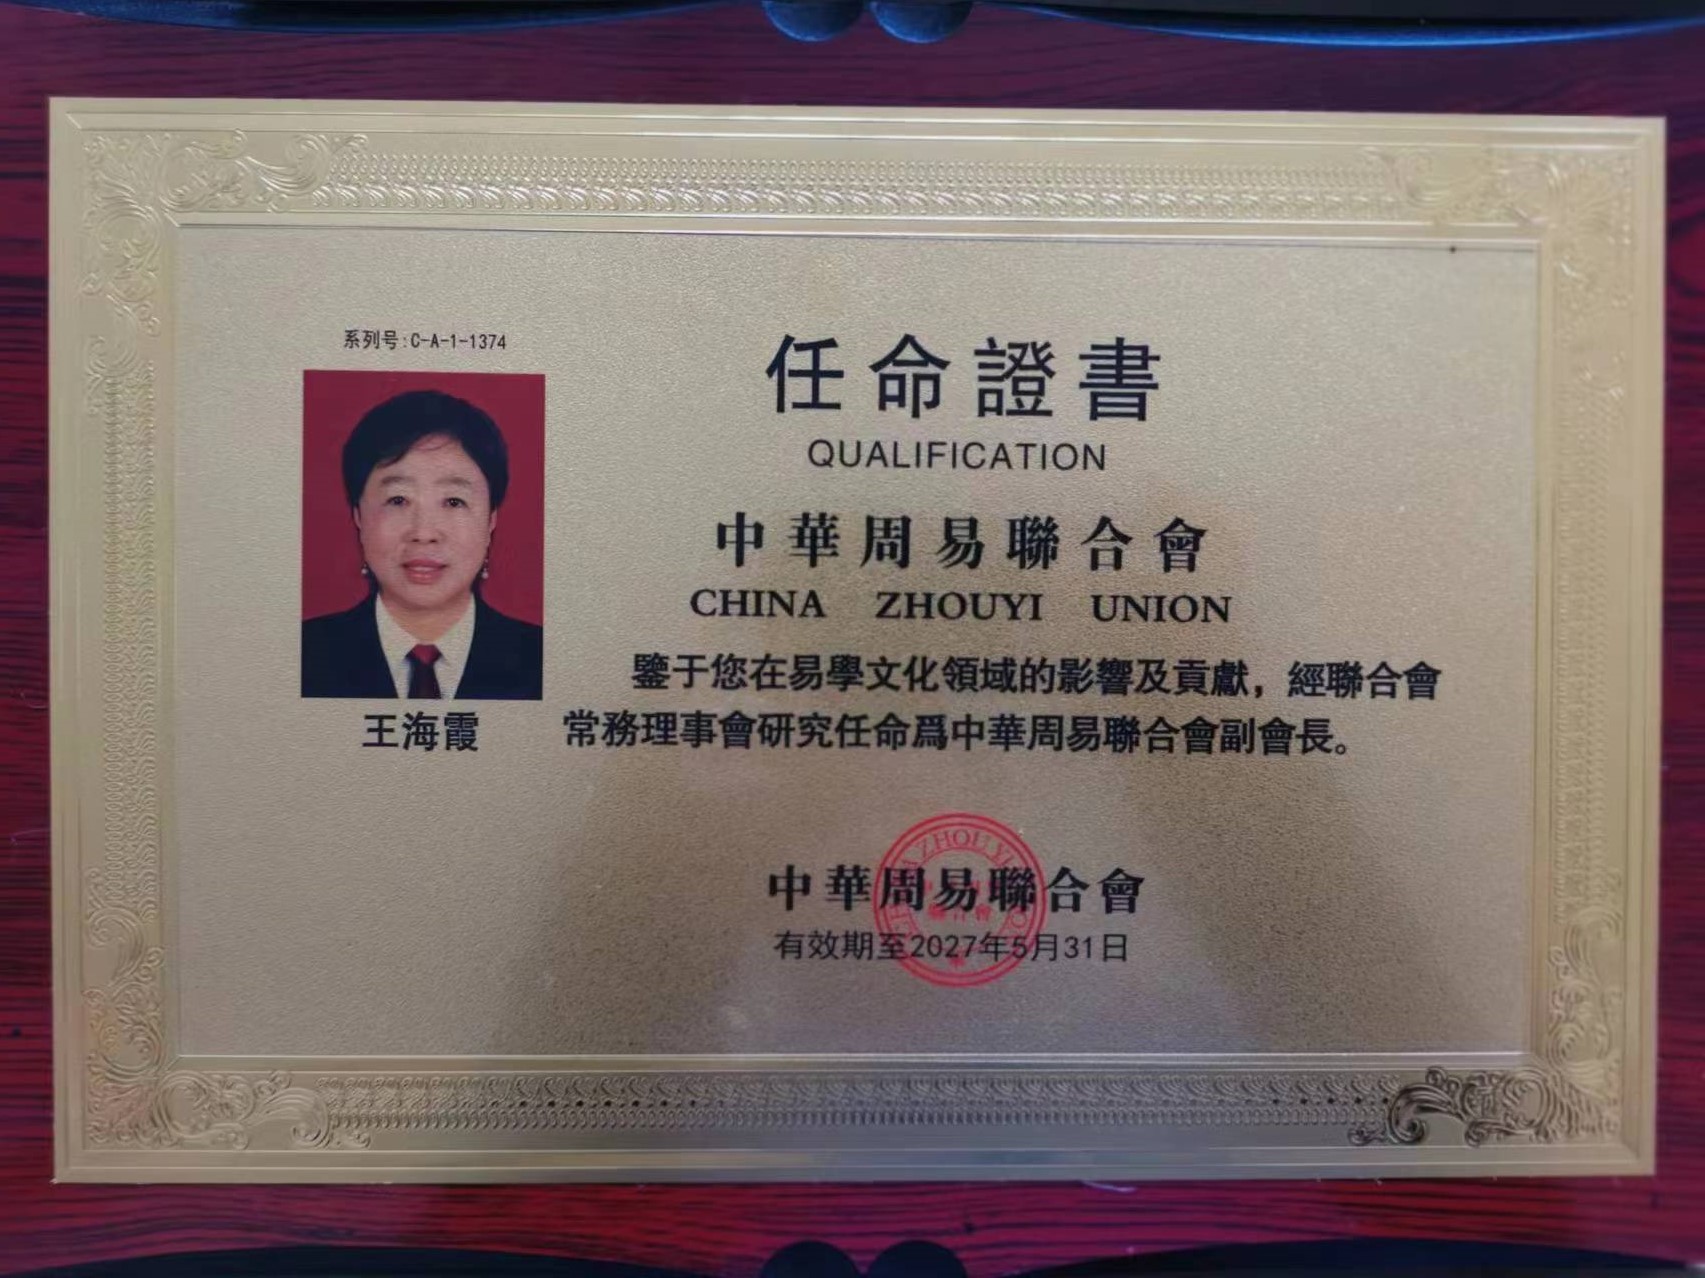 系列号:C-A-1-1374
任命證書
QUALIFICATION
中華周易聯合會
CHINA ZHOUYI UNION
鑒于您在易學文化領域的影響及貢獻，經聯合會
常務理事會研究任命爲中華周易聯合會副會長。
王海霞
中華周易聯合會
有效期至2027年5月31日
ZHOU YI